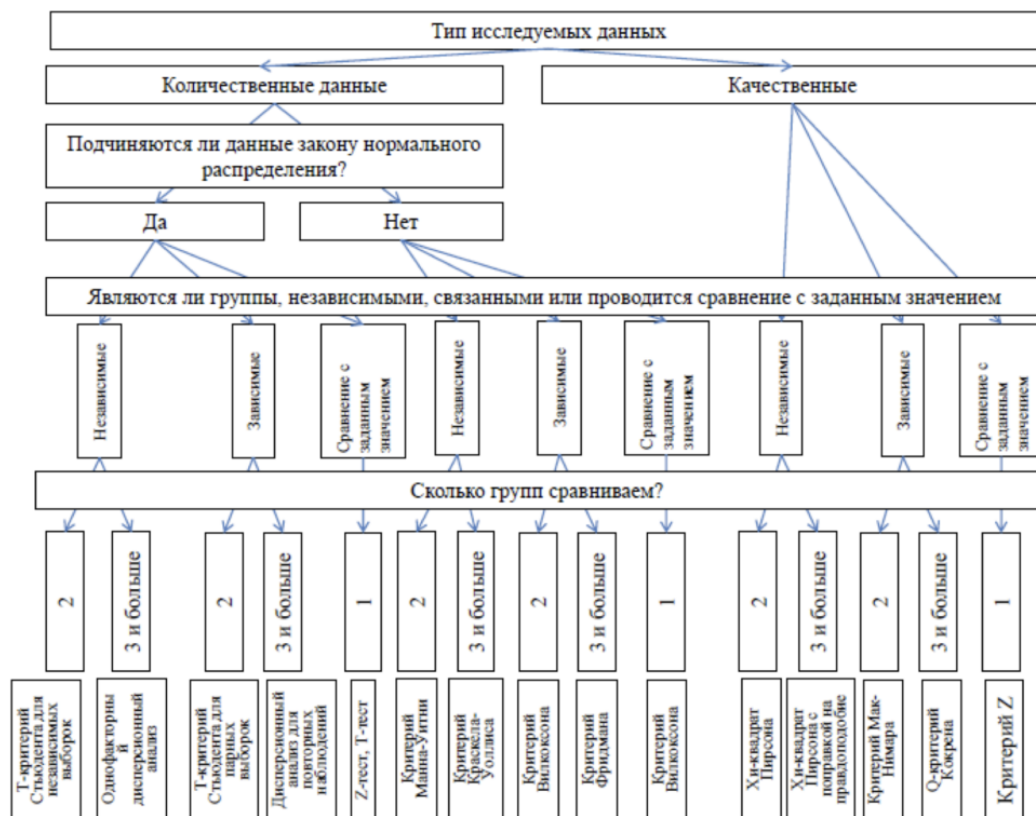 Тип исследуемых данных
Количественные данные
Качественные
Подчиняются ли данные закону нормального
распределения?
Да
Нет
Являются ли группы, независимыми, связанными или проводится сравнение с заданным значением
Независимые
Зависимые
Сравнение с
заданным
значением
Независимые
Зависимые
Сравнение с
заданным
значением
Независимые
Зависимые
Сравнение с
заданным
значением
Сколько групп сравниваем?
2
3 и больше
2
3 и больше
1
2
3 и больше
2
3 и больше
1
2
3 и больше
2
3 и больше
1
Т-критерий
Стьюдента для
независимых
выборок
Однофакторны
й
дисперсионный
анализ
Т-критерий
Стьюдента для
парных
выборок
Дисперсионный
анализ для
повторных
наблюдений
Z-тест, Т-тест
Критерий
Манна-Уитни
Критерий
Краскела-
Уоллиса
Критерий
Вилкоксона
Критерий
Фридмана
Критерий
Вилкоксона
Хи-квадрат
Пирсона
Хи-квадрат
Пирсона с
поправкой на
правдоподобие
Критерий Мак-
Нимара
Q-критерий
Кокрена
Критерий Z